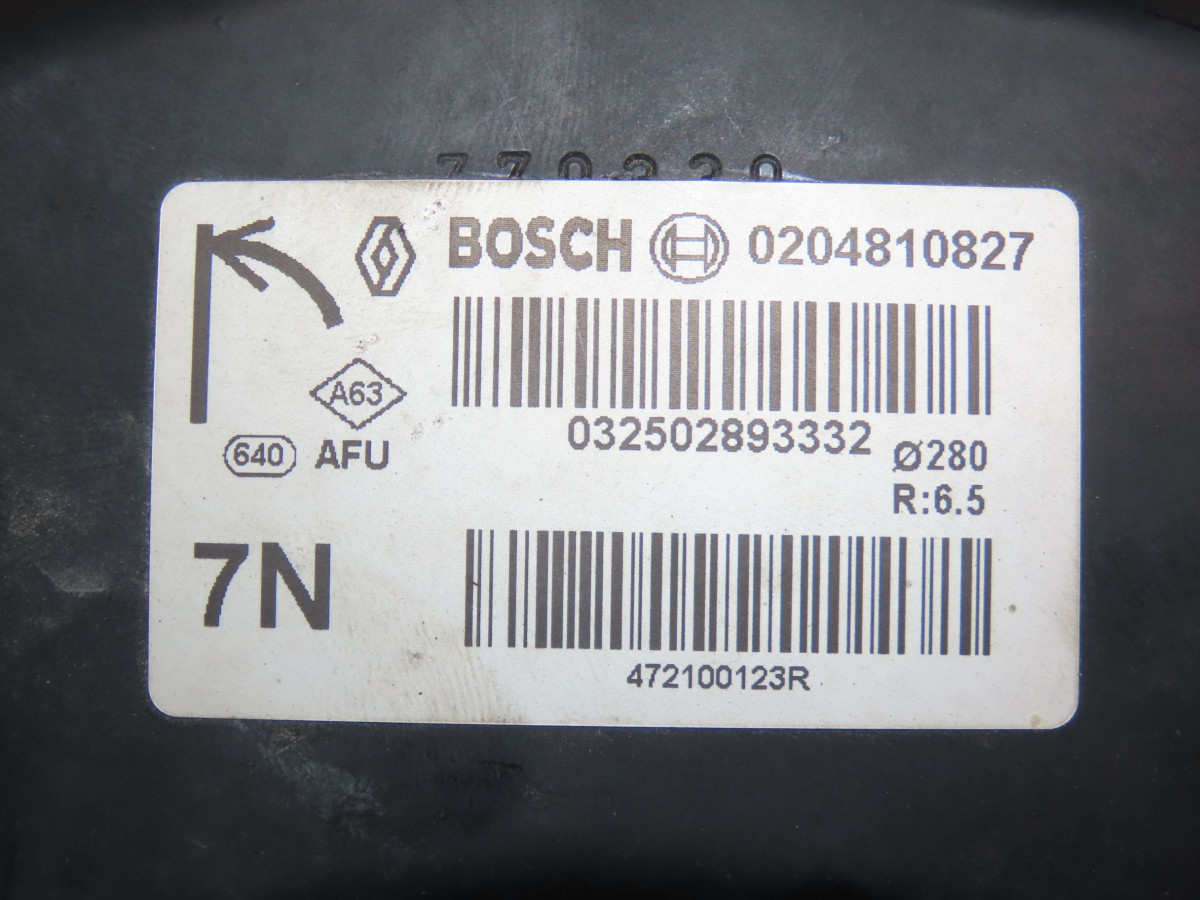 BOSCH 0204810827
A63
640 AFU
032502893332
Ø280
R:6.5
7N
472100123R